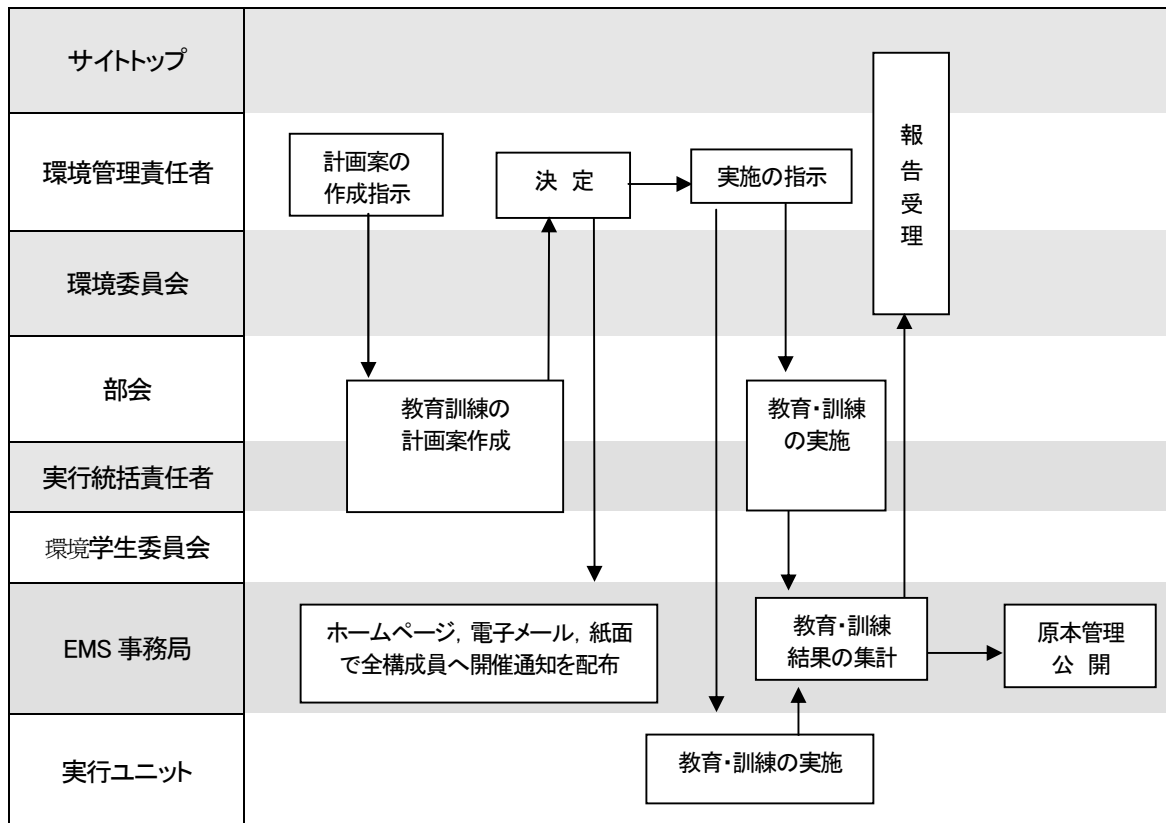 サイトトップ
環境管理責任者
環境委員会
部会
実行統括責任者
環境学生委員会
EMS 事務局
実行ユニット
計画案の
作成指示
決 定
実施の指示
報告受理
教育訓練の
計画案作成
教育・訓練
の実施
ホームページ, 電子メール, 紙面
で全構成員へ開催通知を配布
教育・訓練
結果の集計
原本管理
公 開
教育・訓練の実施